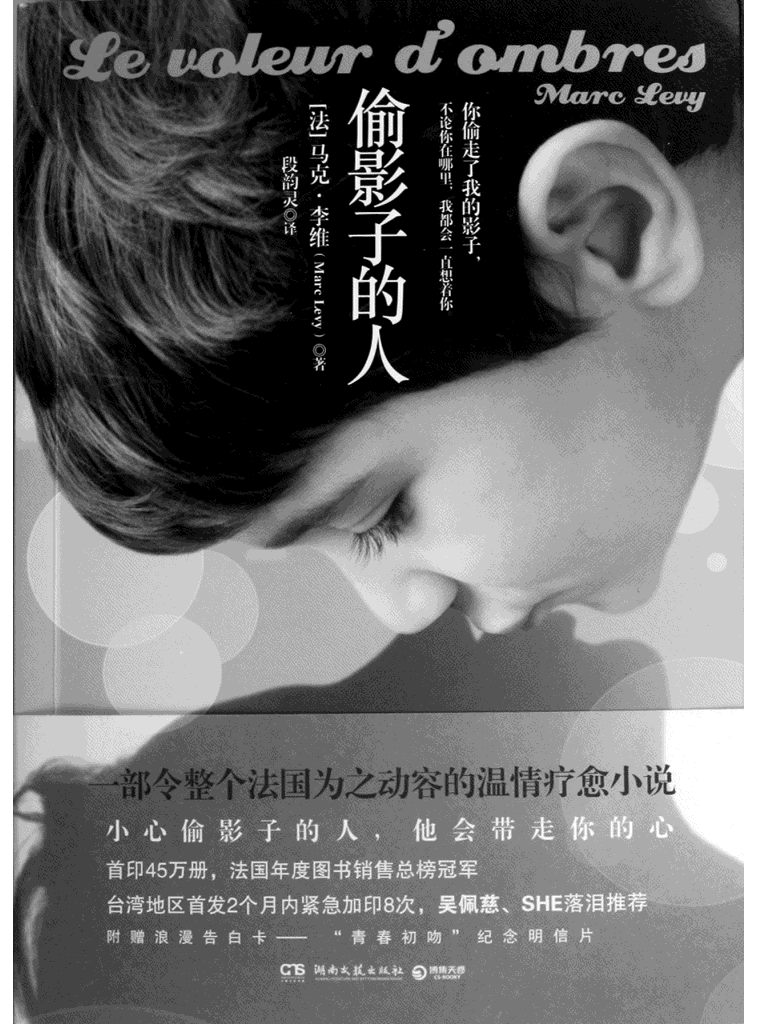 Le voleur d'ombres
Marc Levy
你偷走了我的影子，
不论你在哪里，我都会一直想着你
偷影子的人
[法] 马克·李维（Marc Levy）◎著
段韵灵◎译
一部令整个法国为之动容的温情疗愈小说
小心偷影子的人，他会带走你的心
首印45万册，法国年度图书销售总榜冠军
台湾地区首发2个月内紧急加印8次，吴佩慈、SHE落泪推荐
附赠浪漫告白卡——“青春初吻”纪念明信片
湖南文艺出版社
博集天卷
CS-BOOKY